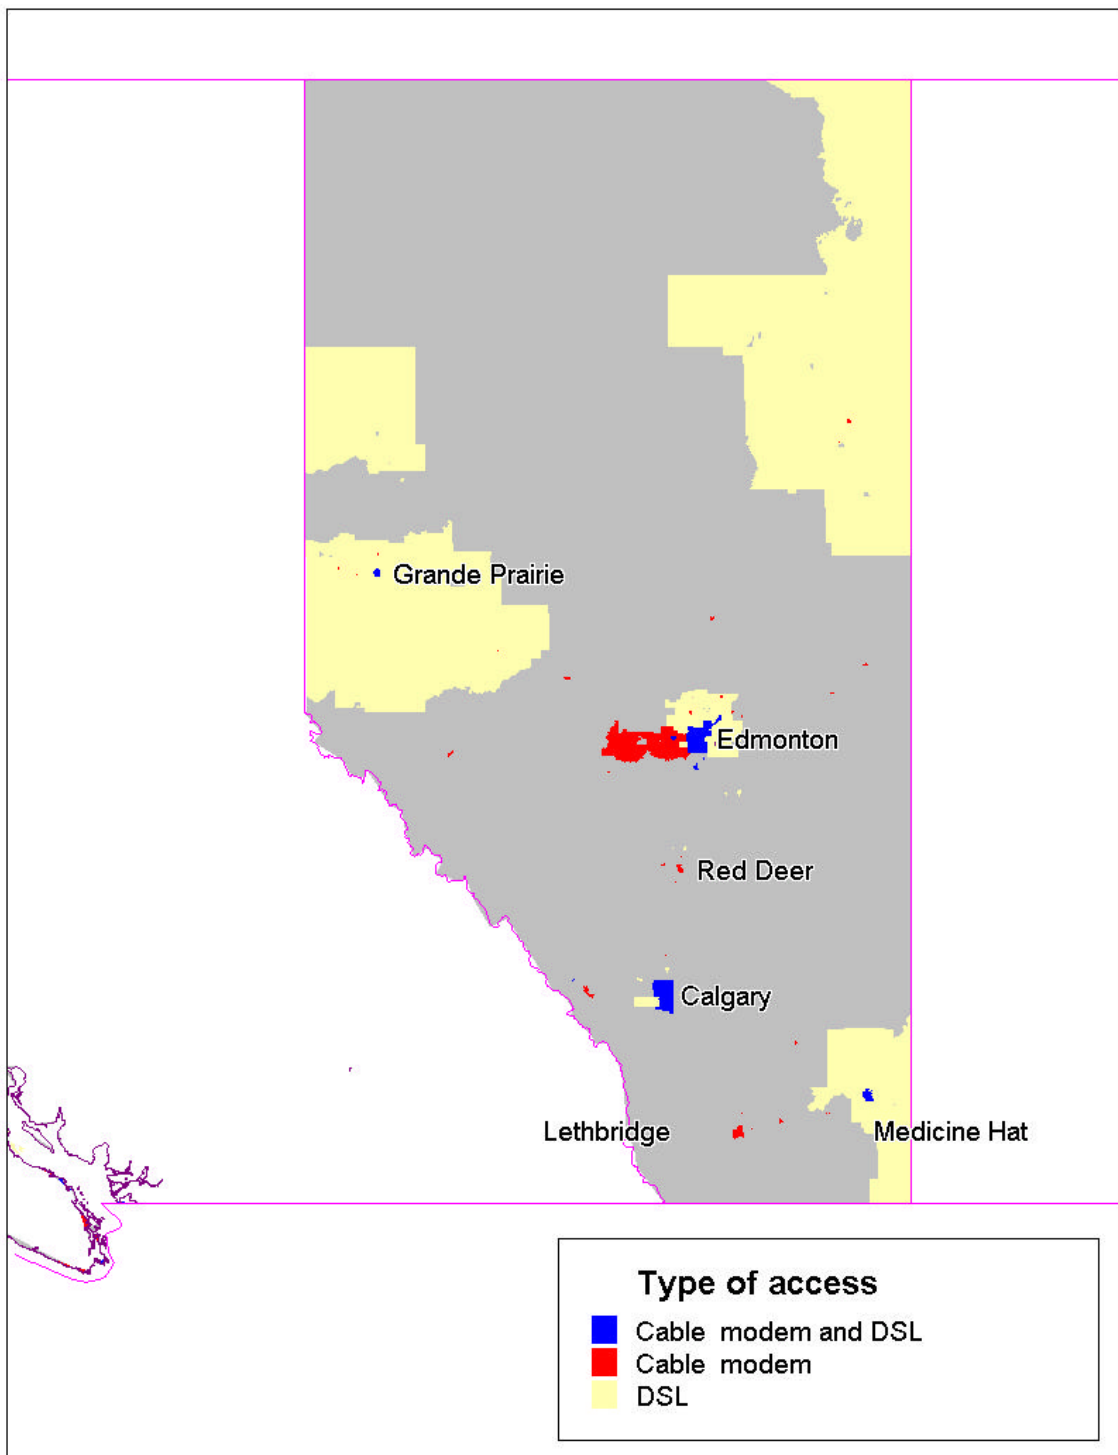 Grande Prairie
Edmonton
Red Deer
Calgary
Lethbridge
Medicine Hat
Type of access
Cable modem and DSL
Cable modem
DSL